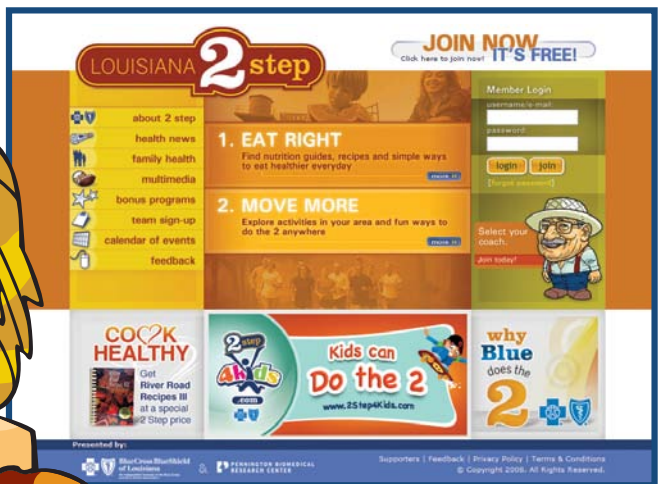 LOUISIANA 2 step
JOIN NOW
IT'S FREE!
Click here to join now!
about 2 step
health news
family health
multimedia
bonus programs
team sign-up
calendar of events
feedback
1. EAT RIGHT
Find nutrition guides, recipes and simple ways
to eat healthier everyday
more it!
2. MOVE MORE
Explore activities in your area and fun ways to
do the 2 anywhere
more it!
Member Login
username/e-mail
password
login
join
[forgot password]
Select your
coach.
Join today!
COOK
HEALTHY
Get
River Road
Recipes III
at a special
2 Step price
2 step
4kids
.com
Kids can
Do the 2
www.2Step4Kids.com
why
Blue
does the
2
Presented by:
BlueCross BlueShield
of Louisiana
&
PENNINGTON BIOMEDICAL
RESEARCH CENTER
Supporters | Feedback | Privacy Policy | Terms & Conditions
© Copyright 2008. All Rights Reserved.